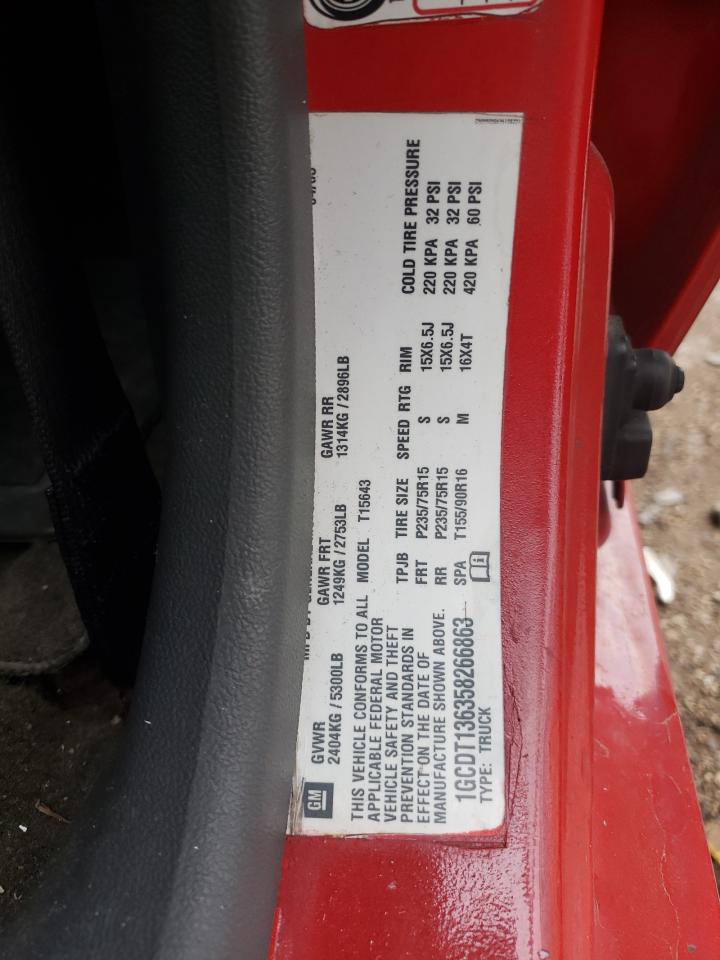 GVWR GAWR FRT GAWR RR
2404KG / 5300LB 1249KG / 2753LB 1314KG / 2896LB
GM
THIS VEHICLE CONFORMS TO ALL MODEL T15643
APPLICABLE FEDERAL MOTOR
VEHICLE SAFETY AND THEFT
PREVENTION STANDARDS IN
EFFECT ON THE DATE OF
MANUFACTURE SHOWN ABOVE.
1GCDT136358266863
TYPE: TRUCK
TPJB TIRE SIZE SPEED RTG RIM COLD TIRE PRESSURE
FRT P235/75R15 S 15X6.5J 220 KPA 32 PSI
RR P235/75R15 S 15X6.5J 220 KPA 32 PSI
SPA T155/90R16 M 16X4T 420 KPA 60 PSI